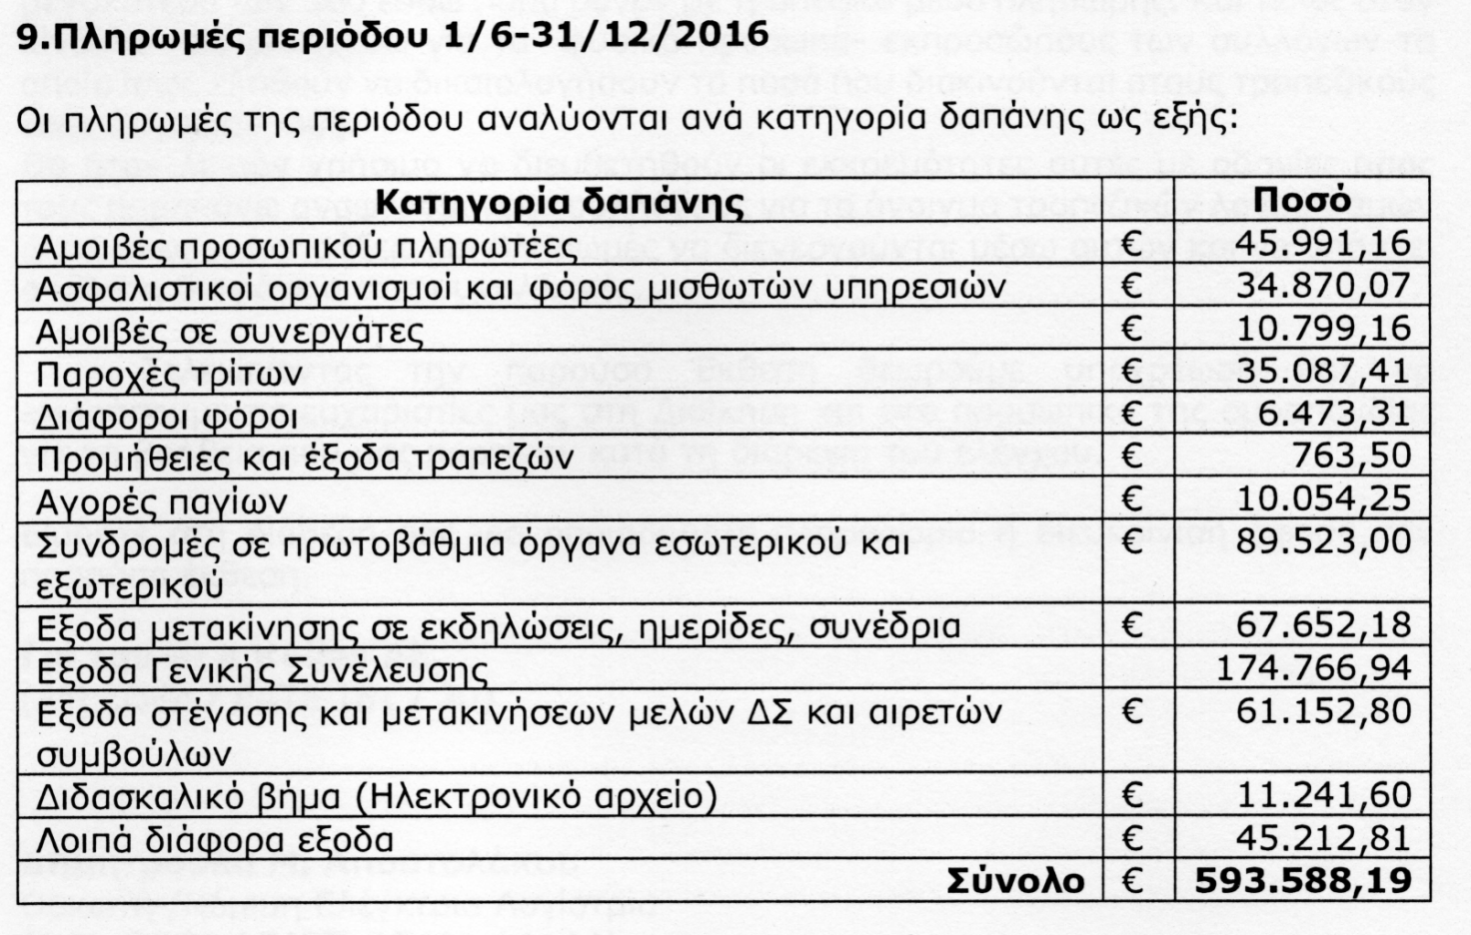 9.Πληρωμές περιόδου 1/6-31/12/2016
Οι πληρωμές της περιόδου αναλύονται ανά κατηγορία δαπάνης ως εξής:
Κατηγορία δαπάνης Ποσό
Αμοιβές προσωπικού πληρωτέες € 45.991,16
Ασφαλιστικοί οργανισμοί και φόρος μισθωτών υπηρεσιών € 34.870,07
Αμοιβές σε συνεργάτες € 10.799,16
Παροχές τρίτων € 35.087,41
Διάφοροι φόροι € 6.473,31
Προμήθειες και έξοδα τραπεζών € 763,50
Αγορές παγίων € 10.054,25
Συνδρομές σε πρωτοβάθμια όργανα εσωτερικού και € 89.523,00
εξωτερικού
Εξοδα μετακίνησης σε εκδηλώσεις, ημερίδες, συνέδρια € 67.652,18
Εξοδα Γενικής Συνέλευσης 174.766,94
Εξοδα στέγασης και μετακινήσεων μελών ΔΣ και αιρετών € 61.152,80
συμβούλων
Διδασκαλικό βήμα (Ηλεκτρονικό αρχείο) € 11.241,60
Λοιπά διάφορα εξοδα € 45.212,81
Σύνολο € 593.588,19